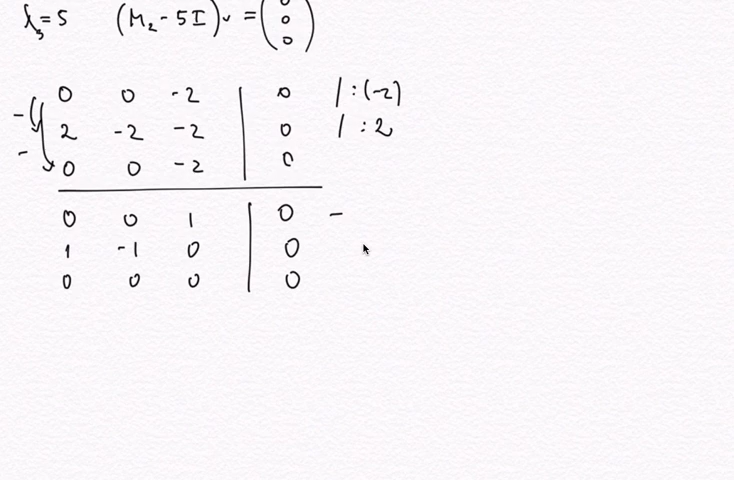 λ₃=5 (M₂-5I)v = (0
0
0)
0 0 -2 | 0 | :(-2)
- 2 -2 -2 | 0 | :2
- 0 0 -2 | 0
0 0 1 | 0 -
1 -1 0 | 0
0 0 0 | 0